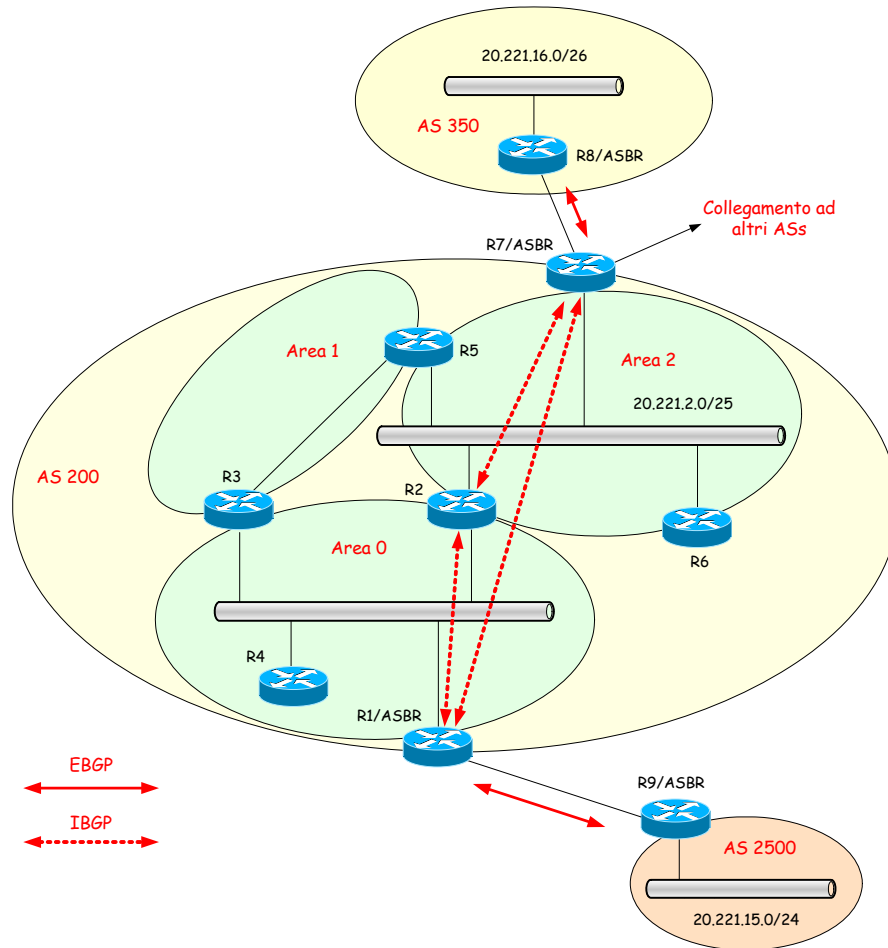 20.221.16.0/26
AS 350
R8/ASBR
Collegamento ad
altri ASs
R7/ASBR
Area 1
R5
Area 2
20.221.2.0/25
AS 200
R3
R2
Area 0
R6
R4
R1/ASBR
EBGP
R9/ASBR
IBGP
AS 2500
20.221.15.0/24